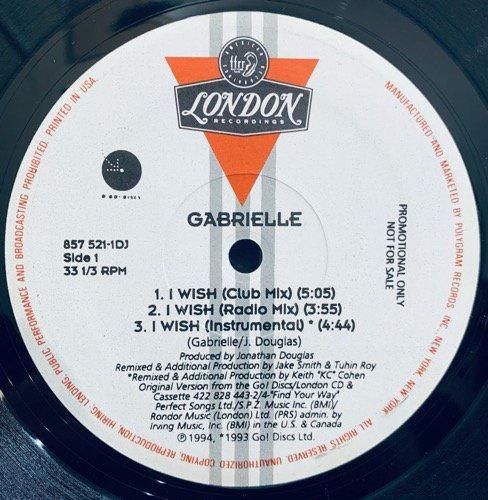 AMERICAN RECORDINGS
ffrr
LONDON
RECORDINGS
GO! DISCS
GABRIELLE
857 521-1DJ
Side 1
33 1/3 RPM
PROMOTIONAL ONLY
NOT FOR SALE
1. I WISH (Club Mix) (5:05)
2. I WISH (Radio Mix) (3:55)
3. I WISH (Instrumental) * (4:44)
(Gabrielle/J. Douglas)
Produced by Jonathan Douglas
Remixed & Additional Production by Jake Smith & Tuhin Roy
*Remixed & Additional Production by Keith "KC" Cohen
Original Version from the Go! Discs/London CD &
Cassette 422 828 443-2/4-"Find Your Way"
Perfect Songs Ltd./S.P.Z. Music Inc. (BMI)/
Rondor Music (London) Ltd. (PRS) admin. by
Irving Music Inc. (BMI) in the U.S. & Canada
Ⓟ1994, *1993 Go! Discs Ltd.
MANUFACTURED AND MARKETED BY POLYGRAM RECORDS, INC., NEW YORK, NEW YORK.
ALL RIGHTS RESERVED. UNAUTHORIZED COPYING, REPRODUCTION, HIRING, LENDING, PUBLIC PERFORMANCE AND BROADCASTING PROHIBITED. PRINTED IN USA.